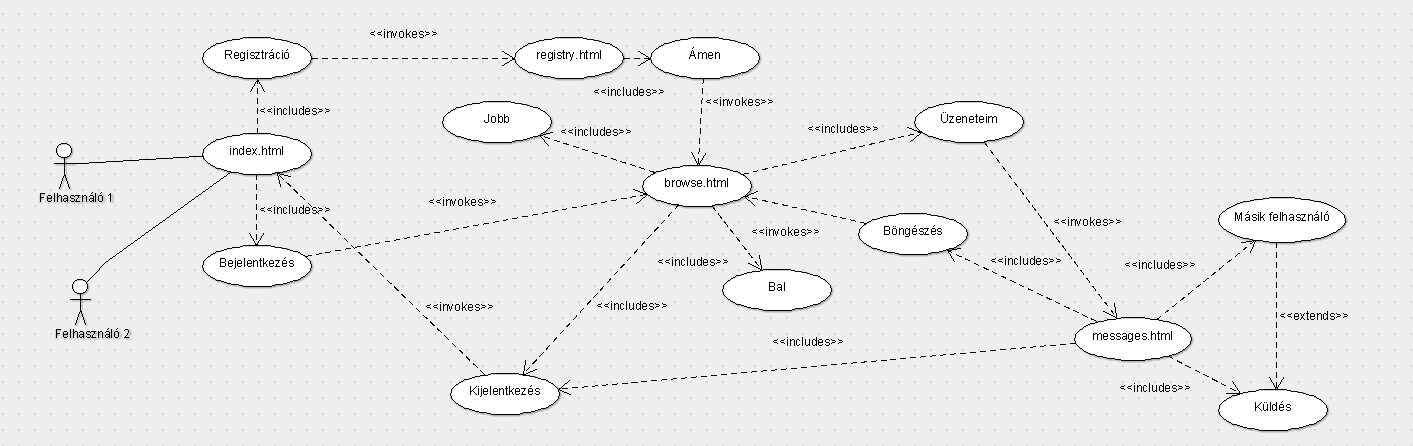 <<invokes>>
Regisztráció
registry.html
Ámen
<<includes>>
<<invokes>>
<<includes>>
Jobb
<<includes>>
<<includes>>
Üzeneteim
index.html
browse.html
Felhasználó 1
<<includes>>
<<invokes>>
<<invokes>>
Másik felhasználó
<<invokes>>
Böngészés
Bejelentkezés
<<includes>>
<<includes>>
<<includes>>
Bal
<<invokes>>
<<includes>>
<<extends>>
Felhasználó 2
<<includes>>
messages.html
Kijelentkezés
<<includes>>
Küldés